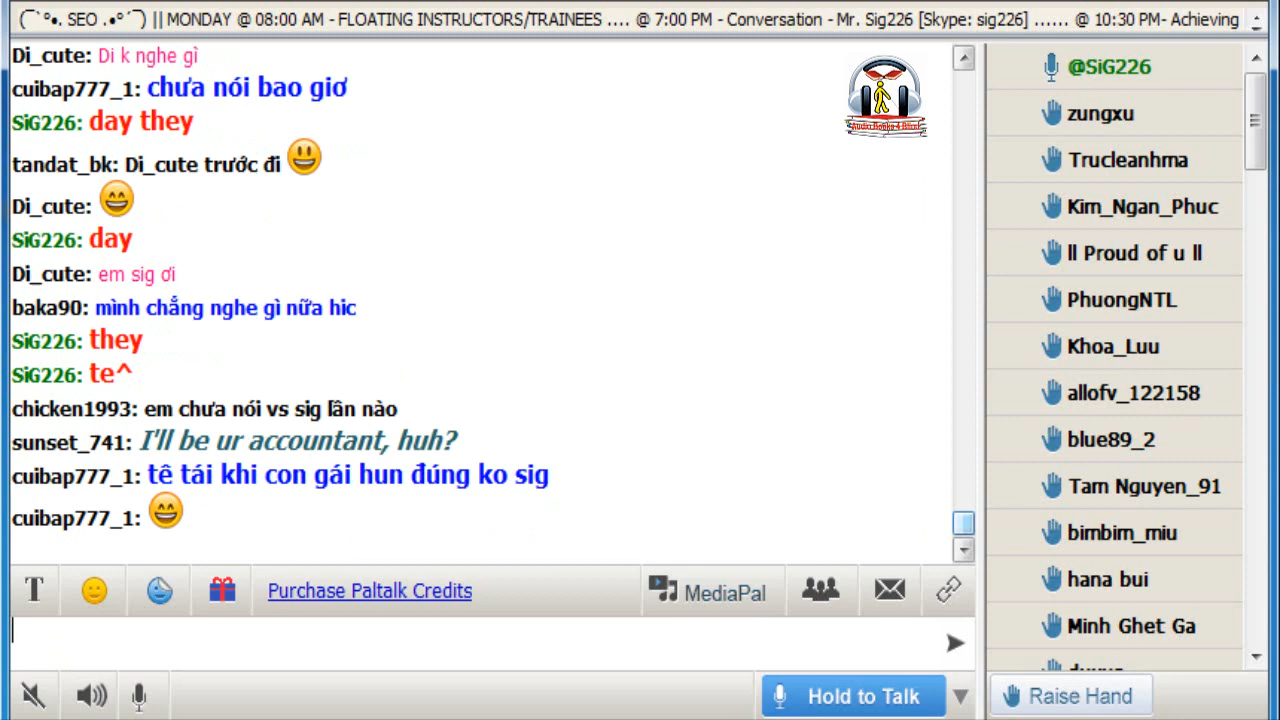 (¯`°•. SEO .•°´¯) || MONDAY @ 08:00 AM - FLOATING INSTRUCTORS/TRAINEES .... @ 7:00 PM - Conversation - Mr. Sig226 [Skype: sig226] ...... @ 10:30 PM- Achieving
Di_cute: Di k nghe gì
cuibap777_1: chưa nói bao giơ
SiG226: day they
tandat_bk: Di_cute trước đi
Di_cute:
SiG226: day
Di_cute: em sig ơi
baka90: mình chẳng nghe gì nữa hic
SiG226: they
SiG226: te^
chicken1993: em chưa nói vs sig lần nào
sunset_741: I'll be ur accountant, huh?
cuibap777_1: tê tái khi con gái hun đúng ko sig
cuibap777_1:
Audio Books 4 Blind
T
Purchase Paltalk Credits
MediaPal
Hold to Talk
@SiG226
zungxu
Trucleanhma
Kim_Ngan_Phuc
ll Proud of u ll
PhuongNTL
Khoa_Luu
allofv_122158
blue89_2
Tam Nguyen_91
bimbim_miu
hana bui
Minh Ghet Ga
Raise Hand